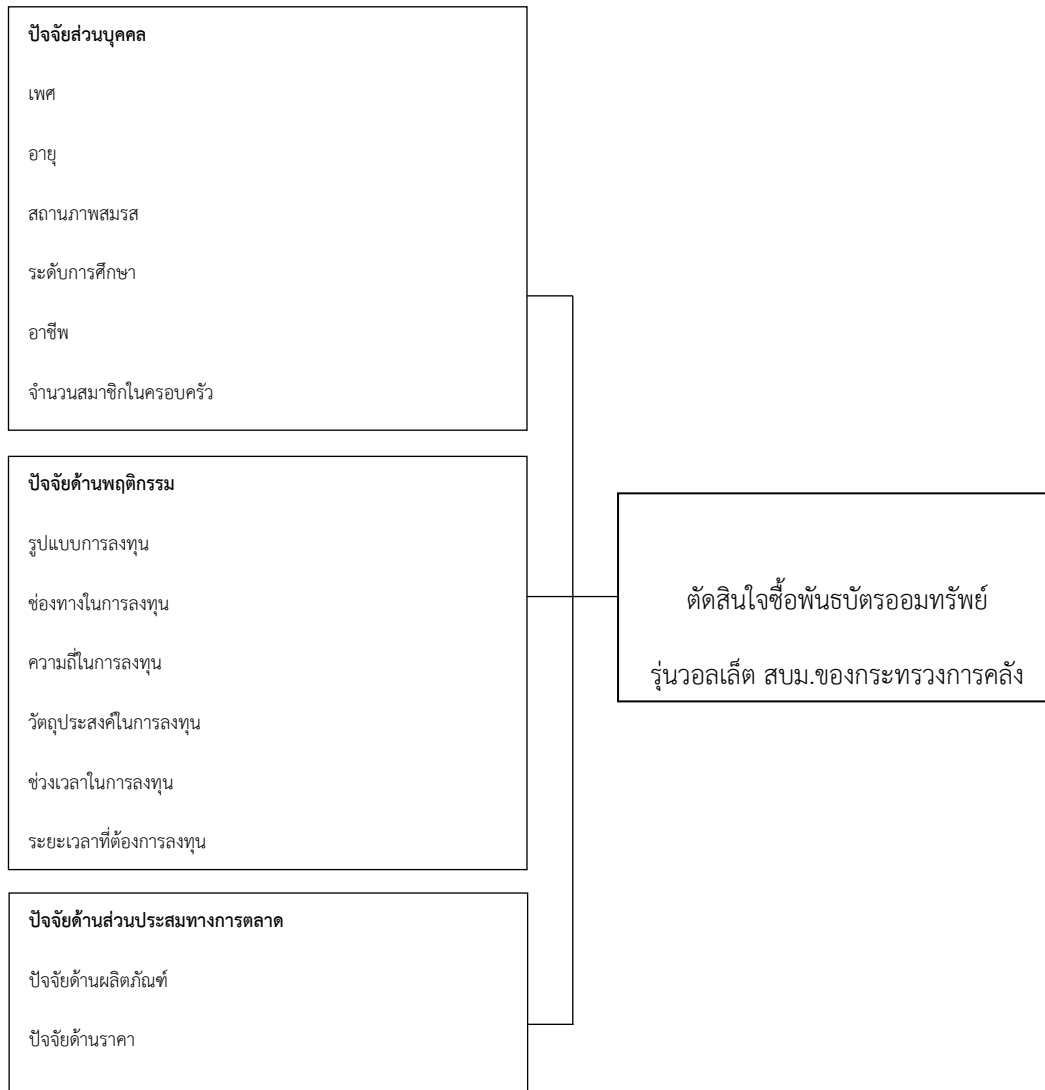 ปัจจัยส่วนบุคคล
เพศ
อายุ
สถานภาพสมรส
ระดับการศึกษา
อาชีพ
จำนวนสมาชิกในครอบครัว
ปัจจัยด้านพฤติกรรม
รูปแบบการลงทุน
ช่องทางในการลงทุน
ความถี่ในการลงทุน
วัตถุประสงค์ในการลงทุน
ช่วงเวลาในการลงทุน
ระยะเวลาที่ต้องการลงทุน
ตัดสินใจซื้อพันธบัตรออมทรัพย์
รุ่นวอลเล็ต สบม.ของกระทรวงการคลัง
ปัจจัยด้านส่วนประสมทางการตลาด
ปัจจัยด้านผลิตภัณฑ์
ปัจจัยด้านราคา